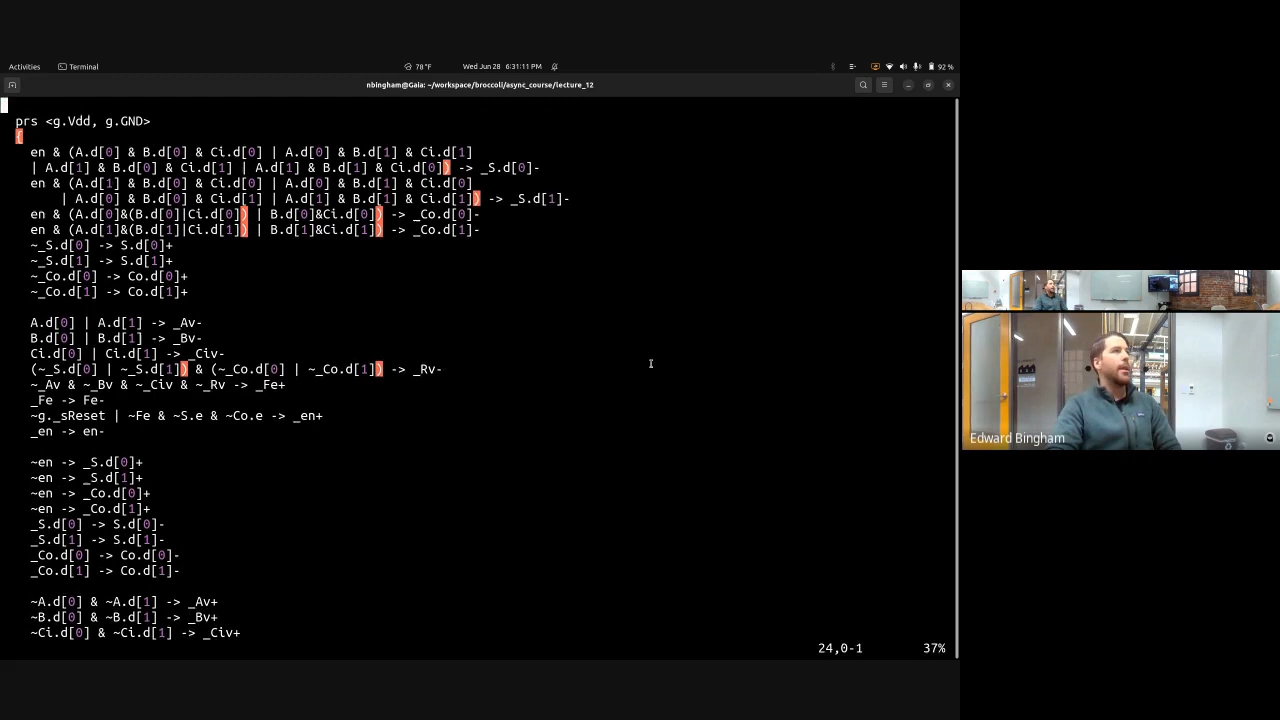 Activities
Terminal
78°F
Wed Jun 28 6:31:11 PM
92 %
nbingham@Gaia: ~/workspace/broccoli/async_course/lecture_12
prs <g.Vdd, g.GND>
{
en & (A.d[0] & B.d[0] & Ci.d[0] | A.d[0] & B.d[1] & Ci.d[1]
| A.d[1] & B.d[0] & Ci.d[1] | A.d[1] & B.d[1] & Ci.d[0]) -> _S.d[0]-
en & (A.d[1] & B.d[0] & Ci.d[0] | A.d[0] & B.d[1] & Ci.d[0]
| A.d[0] & B.d[0] & Ci.d[1] | A.d[1] & B.d[1] & Ci.d[1]) -> _S.d[1]-
en & (A.d[0]&(B.d[0]|Ci.d[0]) | B.d[0]&Ci.d[0]) -> _Co.d[0]-
en & (A.d[1]&(B.d[1]|Ci.d[1]) | B.d[1]&Ci.d[1]) -> _Co.d[1]-
~_S.d[0] -> S.d[0]+
~_S.d[1] -> S.d[1]+
~_Co.d[0] -> Co.d[0]+
~_Co.d[1] -> Co.d[1]+
A.d[0] | A.d[1] -> _Av-
B.d[0] | B.d[1] -> _Bv-
Ci.d[0] | Ci.d[1] -> _Civ-
(~_S.d[0] | ~_S.d[1]) & (~_Co.d[0] | ~_Co.d[1]) -> _Rv-
~_Av & ~_Bv & ~_Civ & ~_Rv -> _Fe+
_Fe -> Fe-
~g._sReset | ~Fe & ~S.e & ~Co.e -> _en+
_en -> en-
~en -> _S.d[0]+
~en -> _S.d[1]+
~en -> _Co.d[0]+
~en -> _Co.d[1]+
_S.d[0] -> S.d[0]-
_S.d[1] -> S.d[1]-
_Co.d[0] -> Co.d[0]-
_Co.d[1] -> Co.d[1]-
~A.d[0] & ~A.d[1] -> _Av+
~B.d[0] & ~B.d[1] -> _Bv+
~Ci.d[0] & ~Ci.d[1] -> _Civ+
24,0-1
37%
Edward Bingham